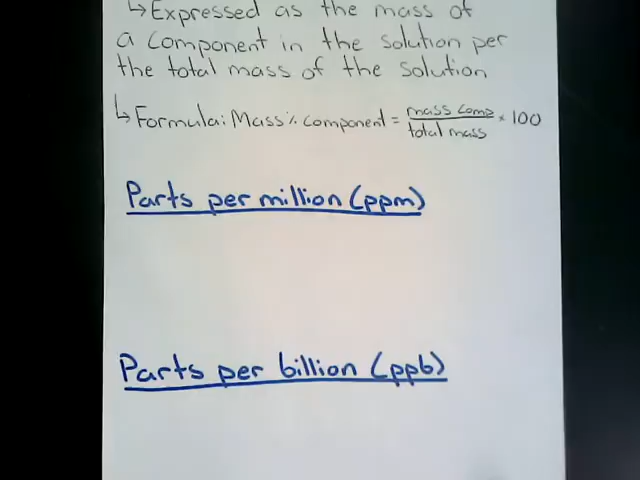 ↳ Expressed as the mass of
a component in the solution per
the total mass of the solution
↳ Formula: Mass % component = mass comp / total mass × 100
Parts per million (ppm)
Parts per billion (ppb)